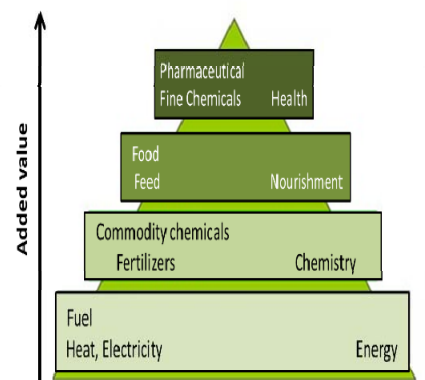 Added value
Pharmaceutical
Fine Chemicals Health
Food
Feed Nourishment
Commodity chemicals
Fertilizers Chemistry
Fuel
Heat, Electricity Energy